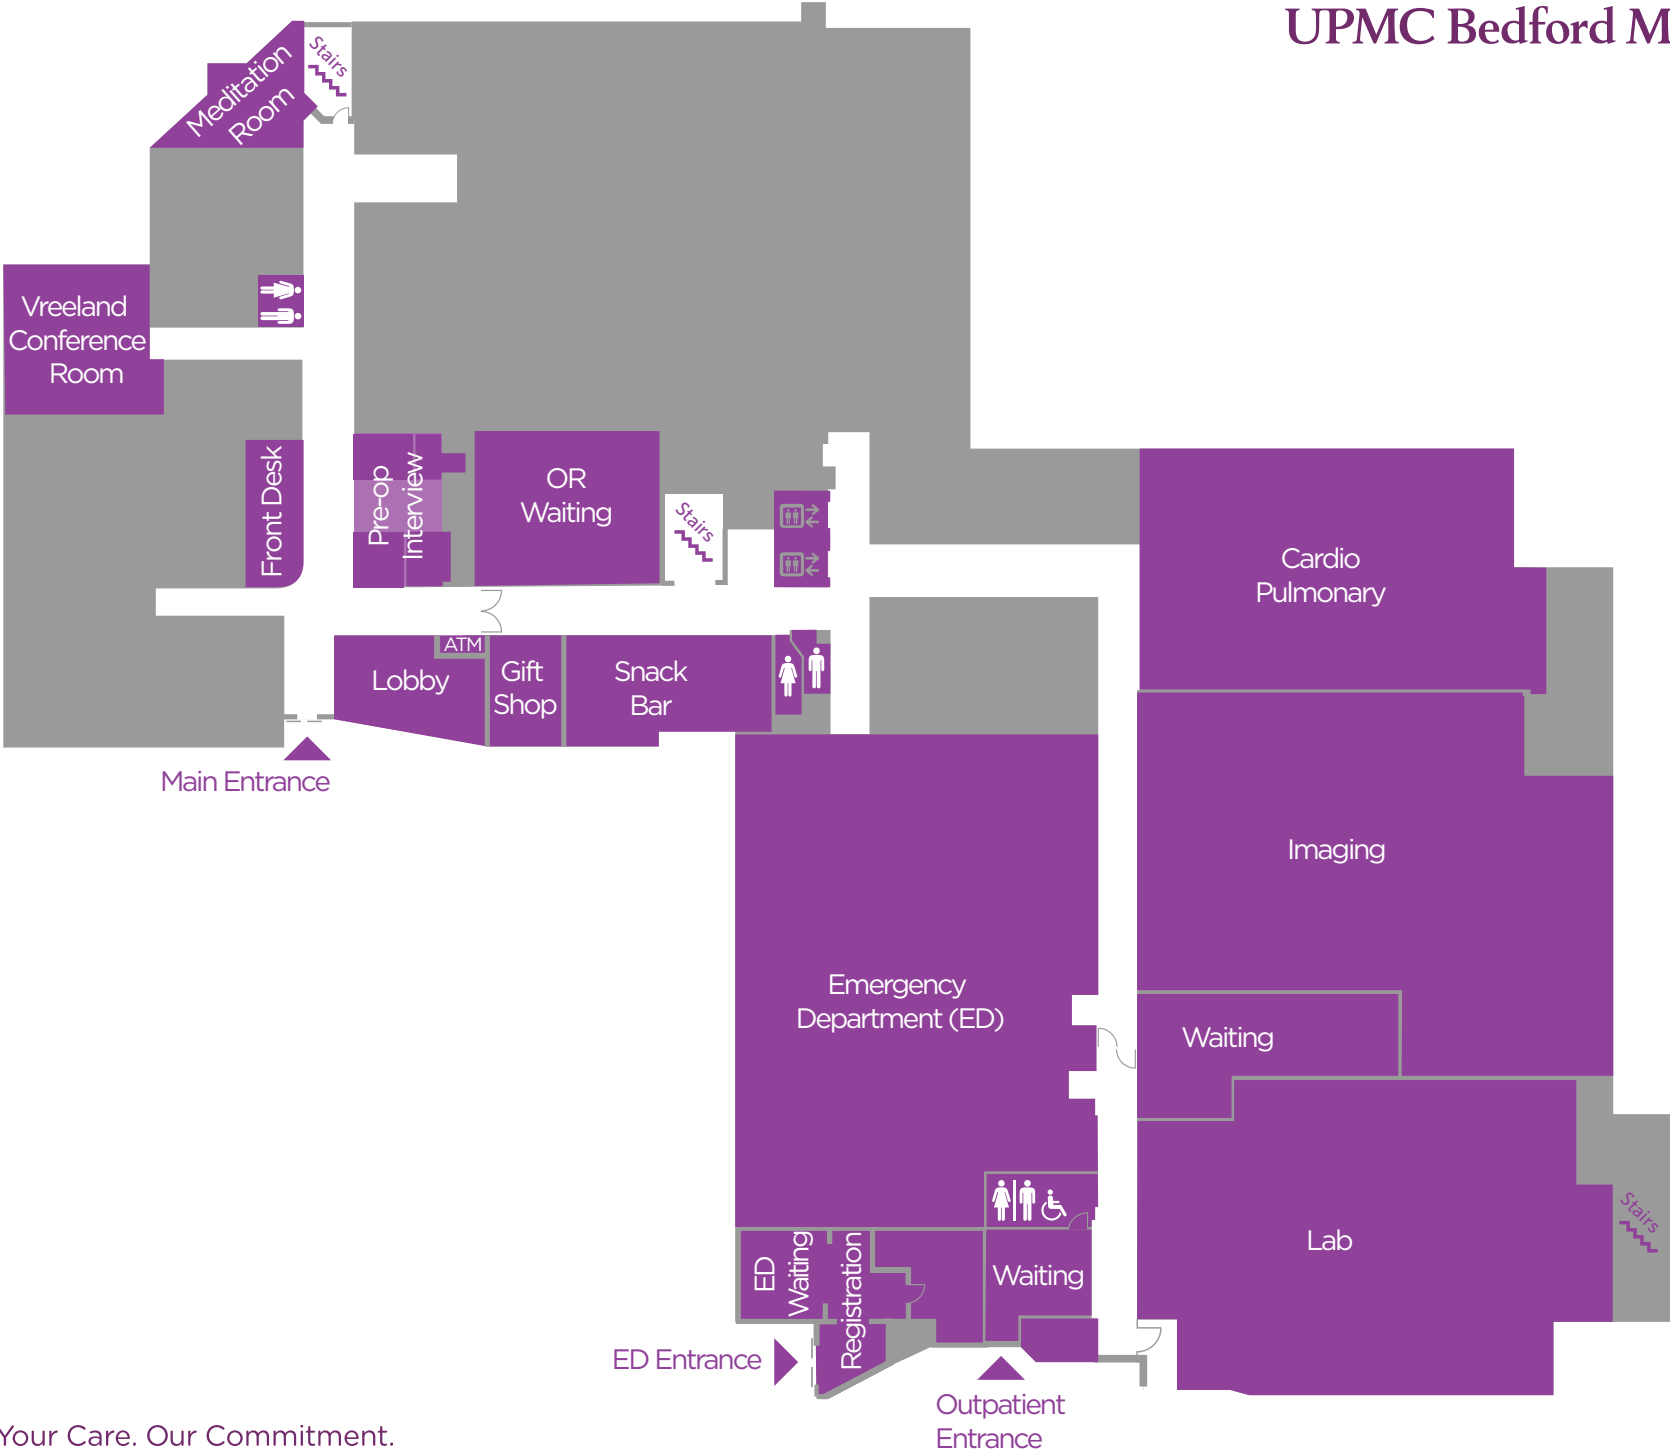 UPMC Bedford M
Stairs
Meditation
Room
Vreeland
Conference
Room
Front Desk
Pre-op
Interview
OR
Waiting
Stairs
Cardio
Pulmonary
ATM
Lobby
Gift
Shop
Snack
Bar
Main Entrance
Imaging
Emergency
Department (ED)
Waiting
Stairs
Lab
ED
Waiting
Registration
Waiting
ED Entrance
Outpatient
Entrance
Your Care. Our Commitment.